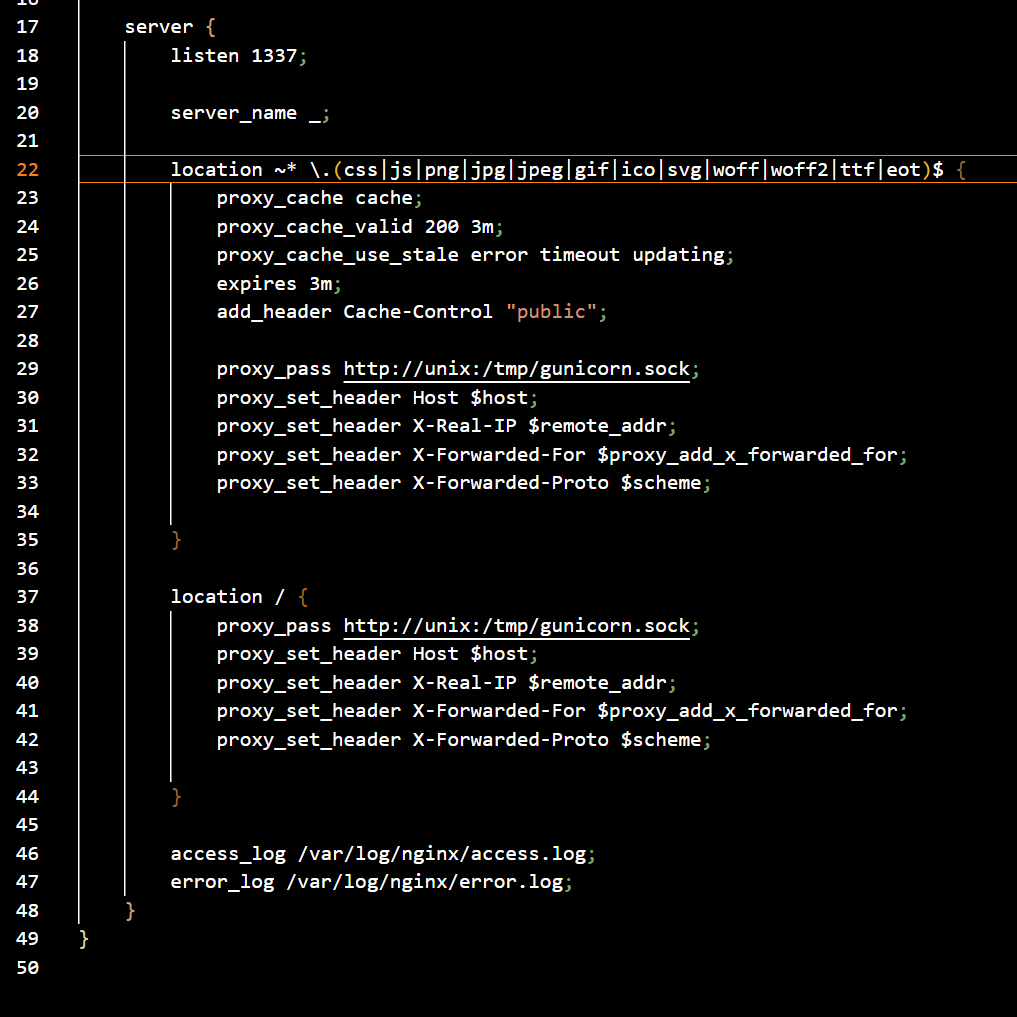 17 server {
18 listen 1337;
19
20 server_name _;
21
22 location ~* \.(css|js|png|jpg|jpeg|gif|ico|svg|woff|woff2|ttf|eot)$ {
23 proxy_cache cache;
24 proxy_cache_valid 200 3m;
25 proxy_cache_use_stale error timeout updating;
26 expires 3m;
27 add_header Cache-Control "public";
28
29 proxy_pass http://unix:/tmp/gunicorn.sock;
30 proxy_set_header Host $host;
31 proxy_set_header X-Real-IP $remote_addr;
32 proxy_set_header X-Forwarded-For $proxy_add_x_forwarded_for;
33 proxy_set_header X-Forwarded-Proto $scheme;
34
35 }
36
37 location / {
38 proxy_pass http://unix:/tmp/gunicorn.sock;
39 proxy_set_header Host $host;
40 proxy_set_header X-Real-IP $remote_addr;
41 proxy_set_header X-Forwarded-For $proxy_add_x_forwarded_for;
42 proxy_set_header X-Forwarded-Proto $scheme;
43
44 }
45
46 access_log /var/log/nginx/access.log;
47 error_log /var/log/nginx/error.log;
48 }
49 }
50